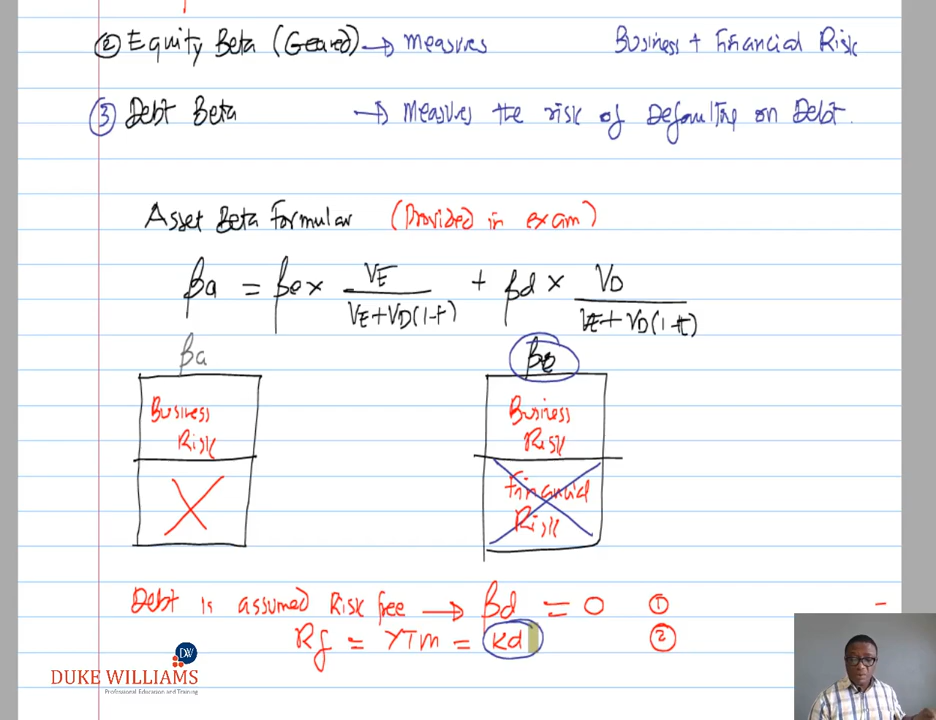 ② Equity Beta (Geared) → measures Business + Financial Risk
③ Debt Beta → Measures the risk of Defaulting on Debt.
Asset Beta Formular (Provided in exam)
βa = βe × VE / (VE + VD(1-t)) + βd × VD / (VE + VD(1-t))
βa βe
Business Business
Risk Risk
Financial
Risk
Debt is assumed Risk free → βd = 0 ①
Rf = YTM = Kd ②
DW
DUKE WILLIAMS
Professional Education and Training